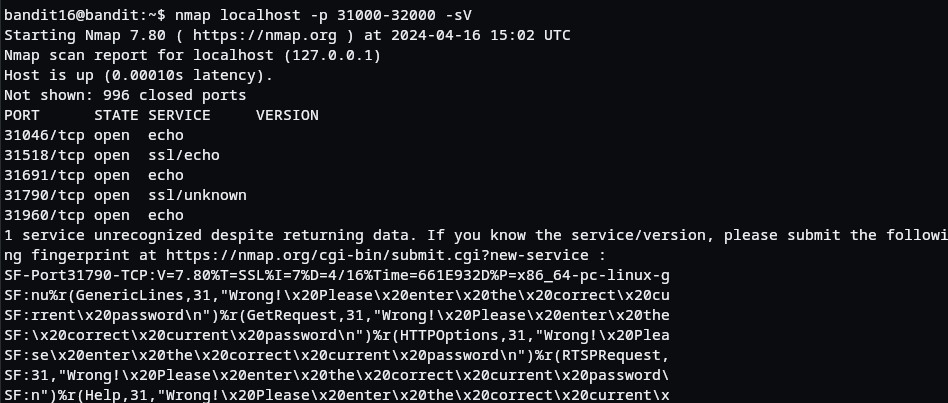 bandit16@bandit:~$ nmap localhost -p 31000-32000 -sV
Starting Nmap 7.80 ( https://nmap.org ) at 2024-04-16 15:02 UTC
Nmap scan report for localhost (127.0.0.1)
Host is up (0.00010s latency).
Not shown: 996 closed ports
PORT      STATE SERVICE     VERSION
31046/tcp open  echo
31518/tcp open  ssl/echo
31691/tcp open  echo
31790/tcp open  ssl/unknown
31960/tcp open  echo
1 service unrecognized despite returning data. If you know the service/version, please submit the followi
ng fingerprint at https://nmap.org/cgi-bin/submit.cgi?new-service :
SF-Port31790-TCP:V=7.80%T=SSL%I=7%D=4/16%Time=661E932D%P=x86_64-pc-linux-g
SF:nu%r(GenericLines,31,"Wrong!\x20Please\x20enter\x20the\x20correct\x20cu
SF:rrent\x20password\n")%r(GetRequest,31,"Wrong!\x20Please\x20enter\x20the
SF:\x20correct\x20current\x20password\n")%r(HTTPOptions,31,"Wrong!\x20Plea
SF:se\x20enter\x20the\x20correct\x20current\x20password\n")%r(RTSPRequest,
SF:31,"Wrong!\x20Please\x20enter\x20the\x20correct\x20current\x20password\
SF:n")%r(Help,31,"Wrong!\x20Please\x20enter\x20the\x20correct\x20current\x